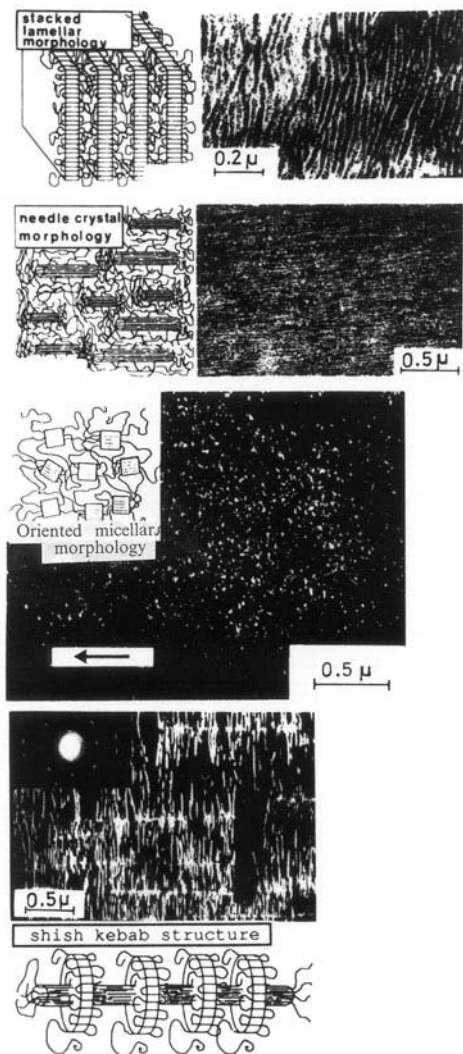 stacked
lamellar
morphology
0.2 μ
needle crystal
morphology
0.5 μ
Oriented micellar
morphology
0.5 μ
0.5μ
shish kebab structure